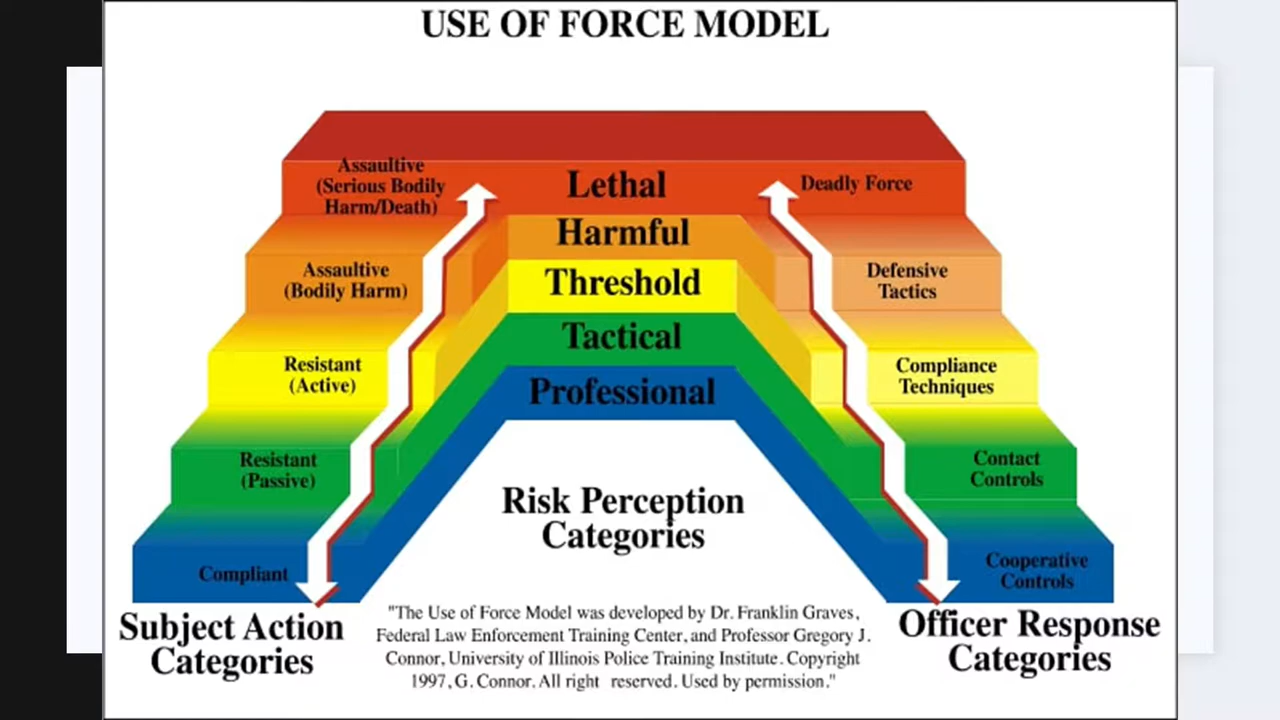 USE OF FORCE MODEL
Assaultive
(Serious Bodily
Harm/Death)
Lethal
Deadly Force
Harmful
Assaultive
(Bodily Harm)
Threshold
Defensive
Tactics
Tactical
Resistant
(Active)
Compliance
Techniques
Professional
Resistant
(Passive)
Contact
Controls
Risk Perception
Categories
Compliant
Cooperative
Controls
Subject Action
Categories
"The Use of Force Model was developed by Dr. Franklin Graves,
Federal Law Enforcement Training Center, and Professor Gregory J.
Connor, University of Illinois Police Training Institute. Copyright
1997, G. Connor. All right reserved. Used by permission."
Officer Response
Categories